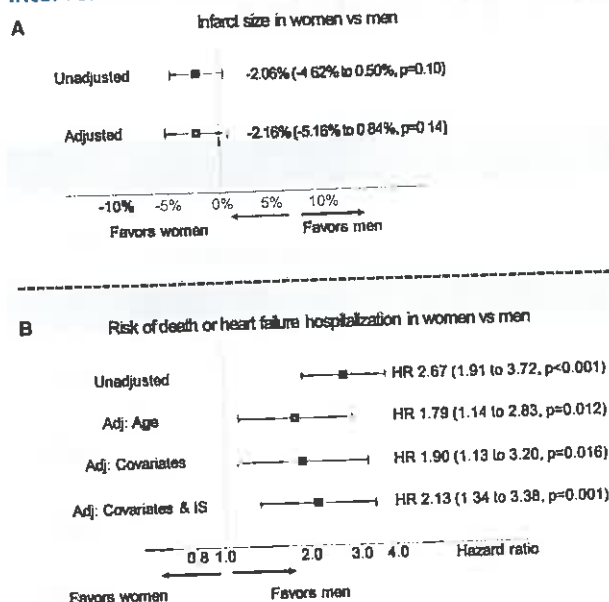 A
Infarct size in women vs men
Unadjusted -2.06% (-4.62% to 0.50%, p=0.10)
Adjusted -2.16% (-5.16% to 0.84%, p=0.14)
-10% -5% 0% 5% 10%
Favors women Favors men
B Risk of death or heart failure hospitalization in women vs men
Unadjusted HR 2.67 (1.91 to 3.72, p<0.001)
Adj: Age HR 1.79 (1.14 to 2.83, p=0.012)
Adj: Covariates HR 1.90 (1.13 to 3.20, p=0.016)
Adj: Covariates & IS HR 2.13 (1.34 to 3.38, p=0.001)
0.8 1.0 2.0 3.0 4.0 Hazard ratio
Favors women Favors men